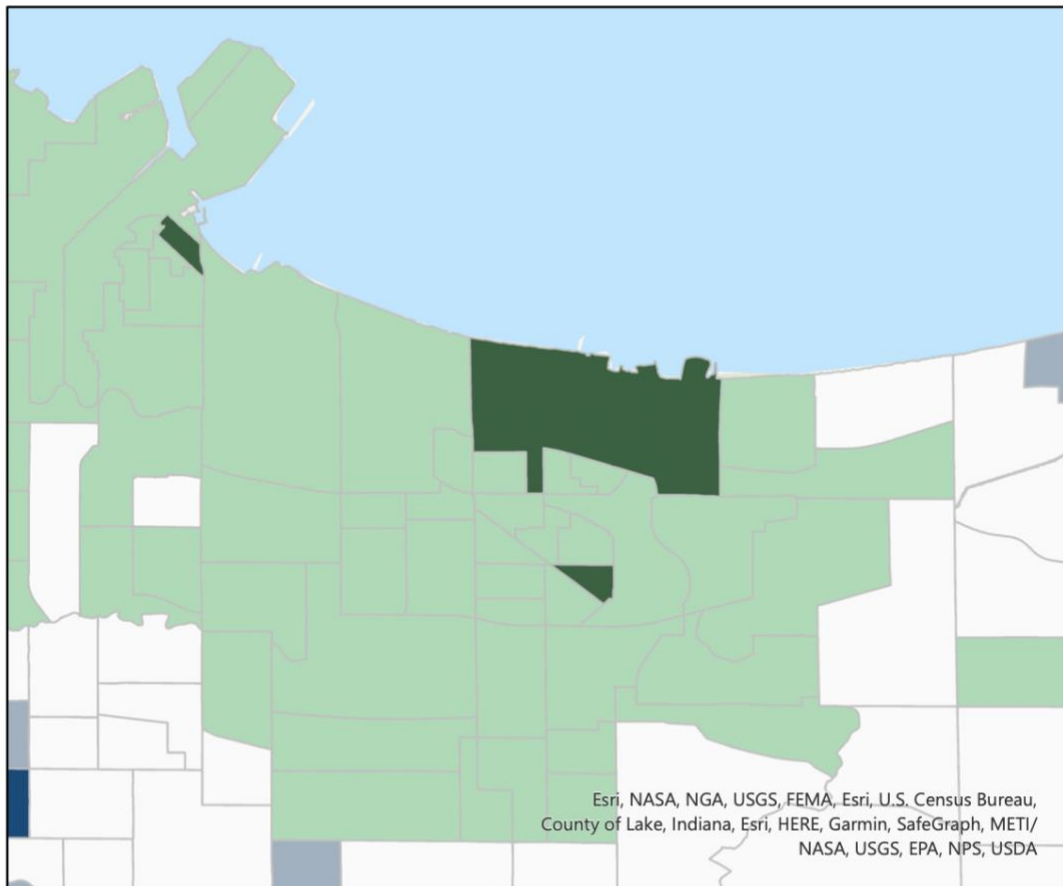 Esri, NASA, NGA, USGS, FEMA, Esri, U.S. Census Bureau,
County of Lake, Indiana, Esri, HERE, Garmin, SafeGraph, METI/
NASA, USGS, EPA, NPS, USDA